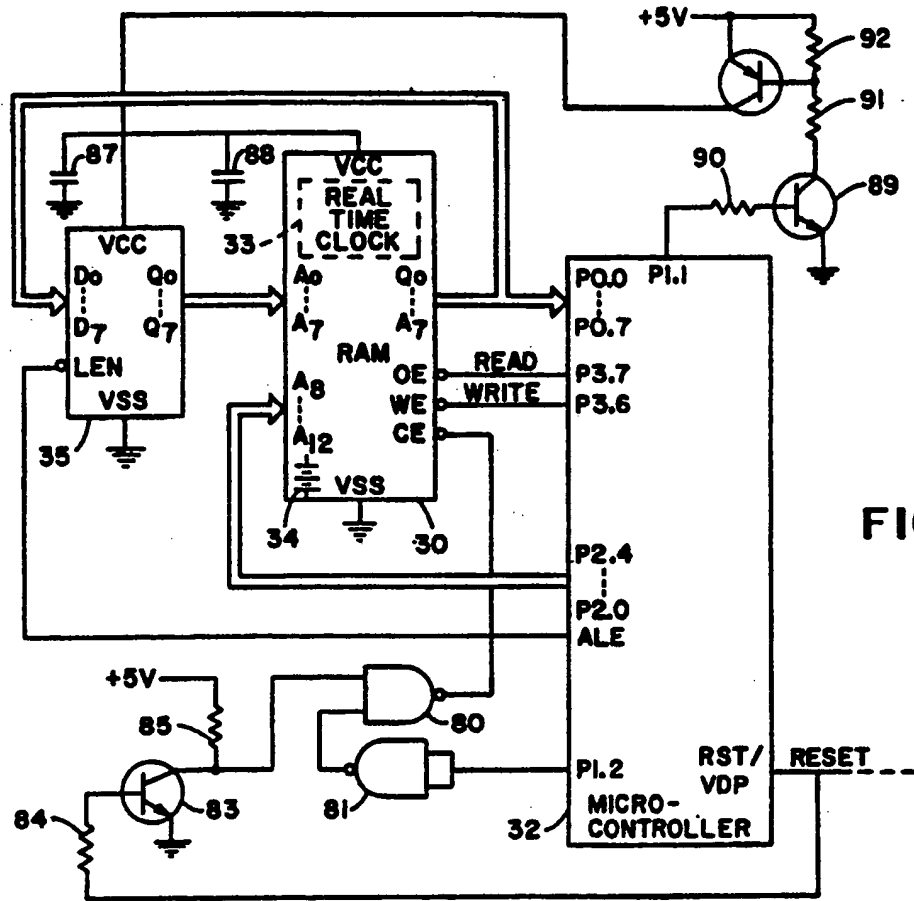 +5V
92
91
87
88
90
89
VCC
REAL
TIME
CLOCK
33
VCC
P1.1
D0 Q0
A0 Q0
P0.0
D7 Q7
A7 A7
P0.7
RAM
LEN
OE READ P3.7
A8
WE WRITE P3.6
VSS
CE
A12
35
VSS
34
30
FI
P2.4
P2.0
ALE
+5V
85
80
RST/ RESET
VDP
P1.2
83
81
84
32
MICRO-
CONTROLLER